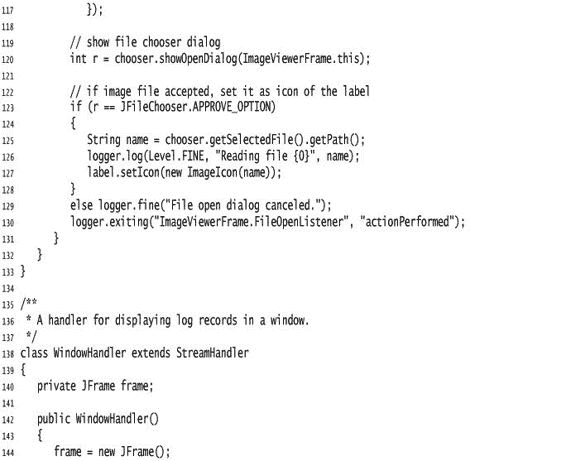 117             });
118
119          // show file chooser dialog
120          int r = chooser.showOpenDialog(ImageViewerFrame.this);
121
122          // if image file accepted, set it as icon of the label
123          if (r == JFileChooser.APPROVE_OPTION)
124          {
125             String name = chooser.getSelectedFile().getPath();
126             logger.log(Level.FINE, "Reading file {0}", name);
127             label.setIcon(new ImageIcon(name));
128          }
129          else logger.fine("File open dialog canceled.");
130          logger.exiting("ImageViewerFrame.FileOpenListener", "actionPerformed");
131       }
132    }
133 }
134
135 /**
136  * A handler for displaying log records in a window.
137  */
138 class WindowHandler extends StreamHandler
139 {
140    private JFrame frame;
141
142    public WindowHandler()
143    {
144       frame = new JFrame();